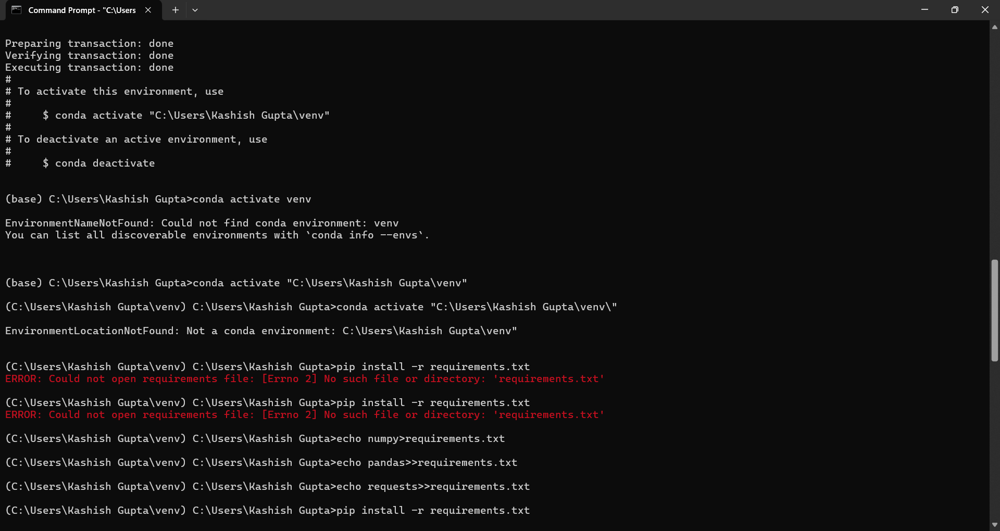 Command Prompt - "C:\Users
Preparing transaction: done
Verifying transaction: done
Executing transaction: done
#
# To activate this environment, use
#
#     $ conda activate "C:\Users\Kashish Gupta\venv"
#
# To deactivate an active environment, use
#
#     $ conda deactivate
(base) C:\Users\Kashish Gupta>conda activate venv
EnvironmentNameNotFound: Could not find conda environment: venv
You can list all discoverable environments with `conda info --envs`.
(base) C:\Users\Kashish Gupta>conda activate "C:\Users\Kashish Gupta\venv"
(C:\Users\Kashish Gupta\venv) C:\Users\Kashish Gupta>conda activate "C:\Users\Kashish Gupta\venv\"
EnvironmentLocationNotFound: Not a conda environment: C:\Users\Kashish Gupta\venv"
(C:\Users\Kashish Gupta\venv) C:\Users\Kashish Gupta>pip install -r requirements.txt
ERROR: Could not open requirements file: [Errno 2] No such file or directory: 'requirements.txt'
(C:\Users\Kashish Gupta\venv) C:\Users\Kashish Gupta>pip install -r requirements.txt
ERROR: Could not open requirements file: [Errno 2] No such file or directory: 'requirements.txt'
(C:\Users\Kashish Gupta\venv) C:\Users\Kashish Gupta>echo numpy>requirements.txt
(C:\Users\Kashish Gupta\venv) C:\Users\Kashish Gupta>echo pandas>>requirements.txt
(C:\Users\Kashish Gupta\venv) C:\Users\Kashish Gupta>echo requests>>requirements.txt
(C:\Users\Kashish Gupta\venv) C:\Users\Kashish Gupta>pip install -r requirements.txt